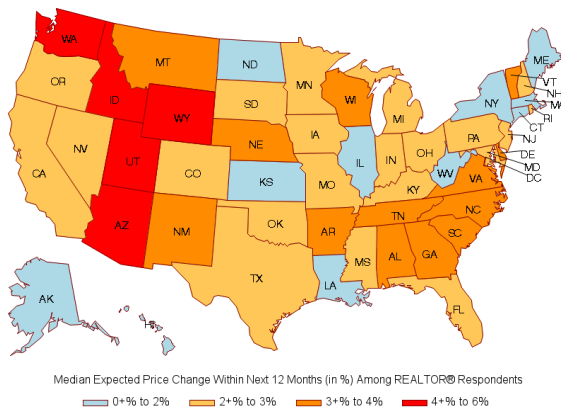 WA
MT
ND
ME
OR
ID
WY
SD
MN
WI
MI
NY
VT
NH
MA
RI
CT
NJ
PA
NV
UT
CO
NE
IA
IL
IN
OH
DE
MD
DC
WV
VA
CA
AZ
NM
KS
MO
KY
TN
NC
SC
OK
AR
MS
AL
GA
TX
LA
FL
AK
HI
Median Expected Price Change Within Next 12 Months (in %) Among REALTOR® Respondents
0+% to 2% 2+% to 3% 3+% to 4% 4+% to 6%